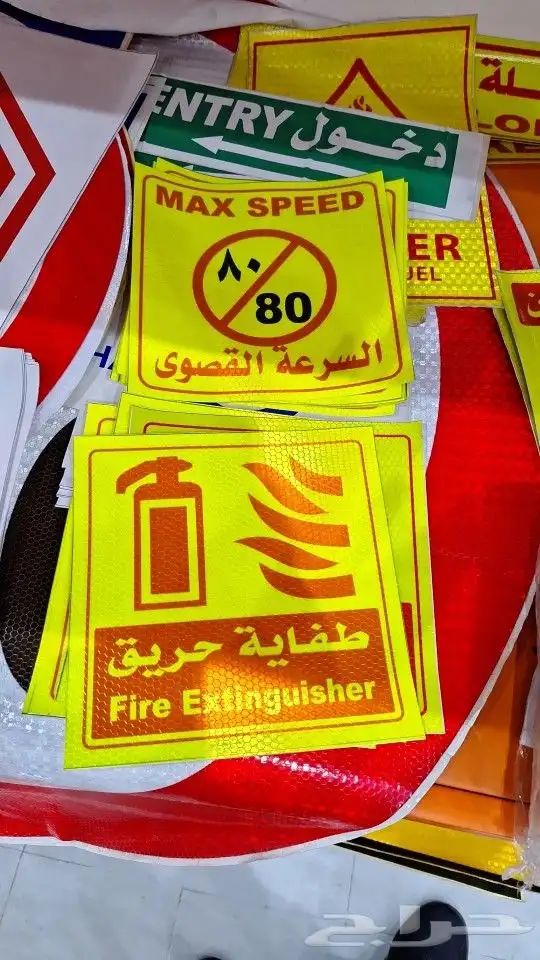 ENTRY دخول
MAX SPEED
٨٠
80
السرعة القصوى
طفاية حريق
Fire Extinguisher
حراج